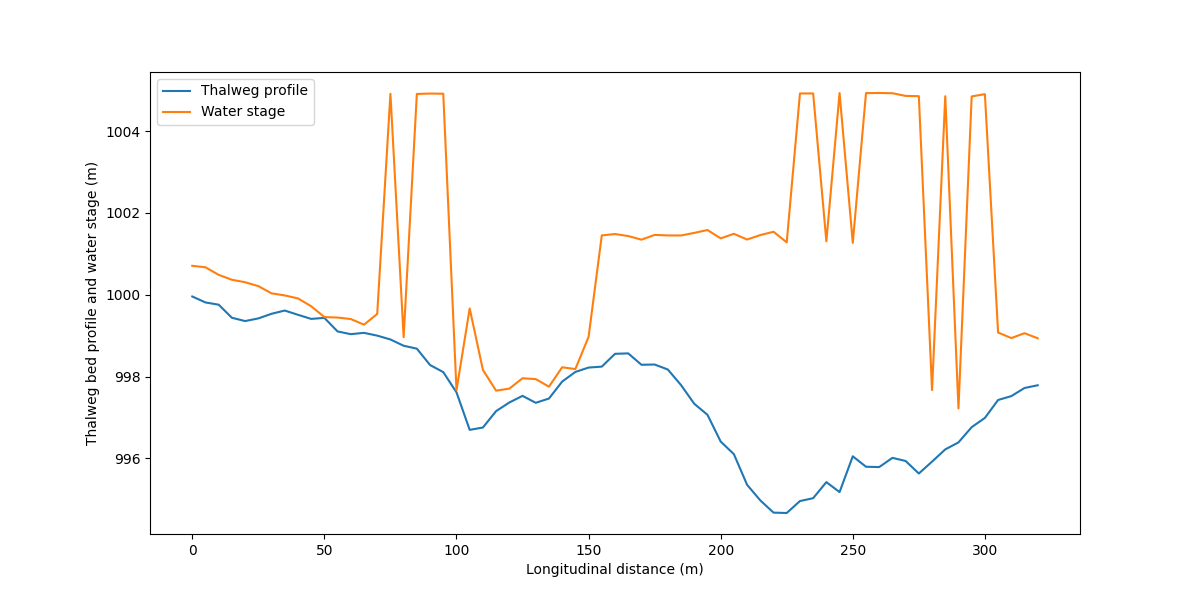 Thalweg profile
Water stage
Thalweg bed profile and water stage (m)
1004
1002
1000
998
996
0 50 100 150 200 250 300
Longitudinal distance (m)